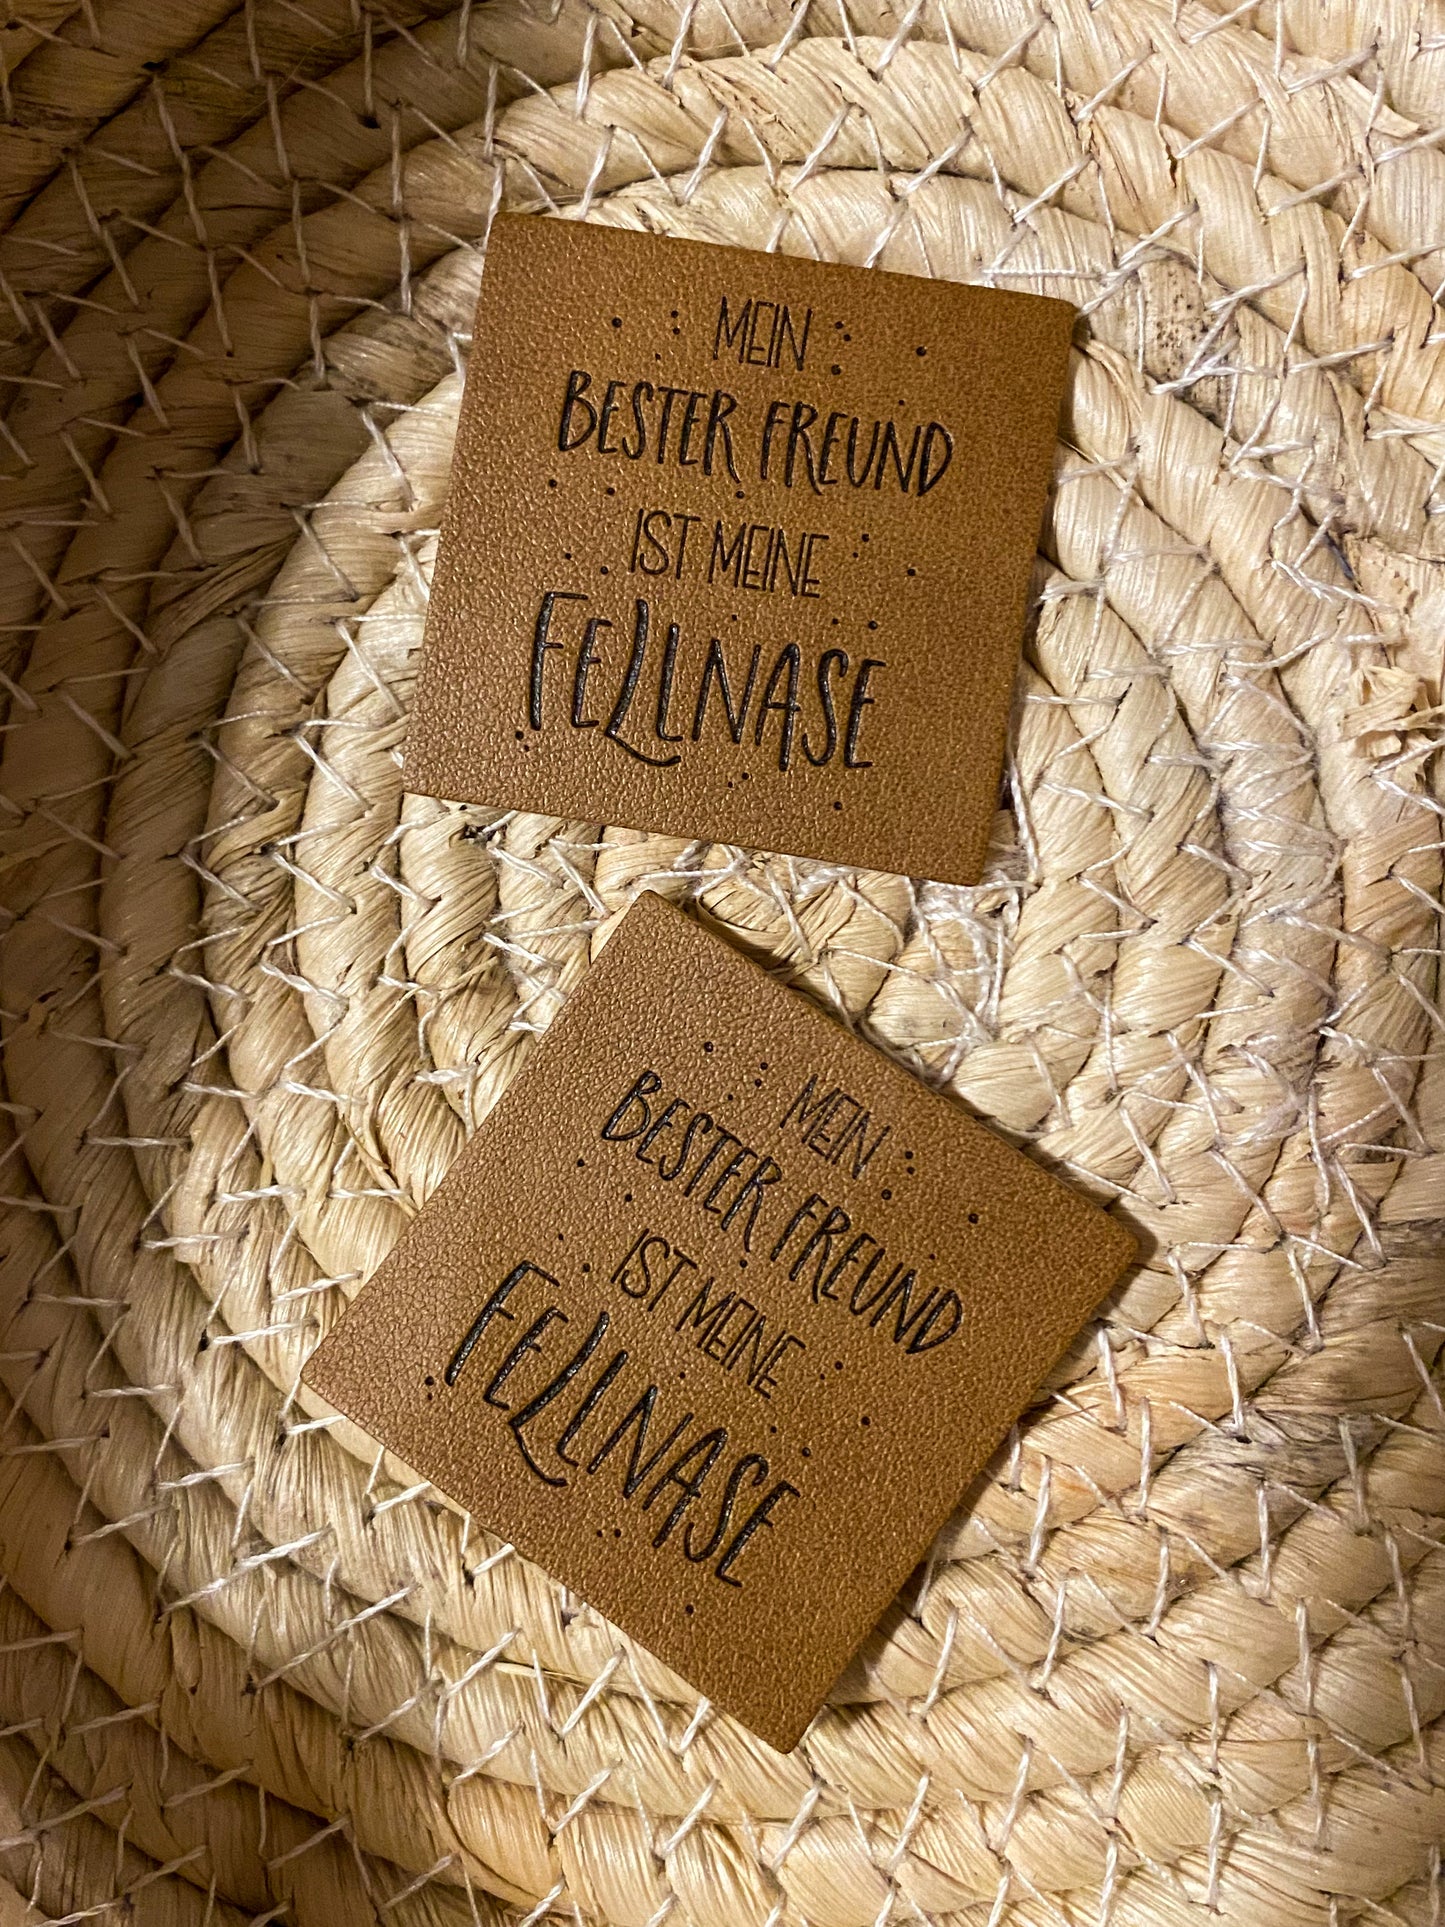 MEIN
BESTER FREUND
IST MEINE
FELLNASE
MEIN
BESTER FREUND
IST MEINE
FELLNASE